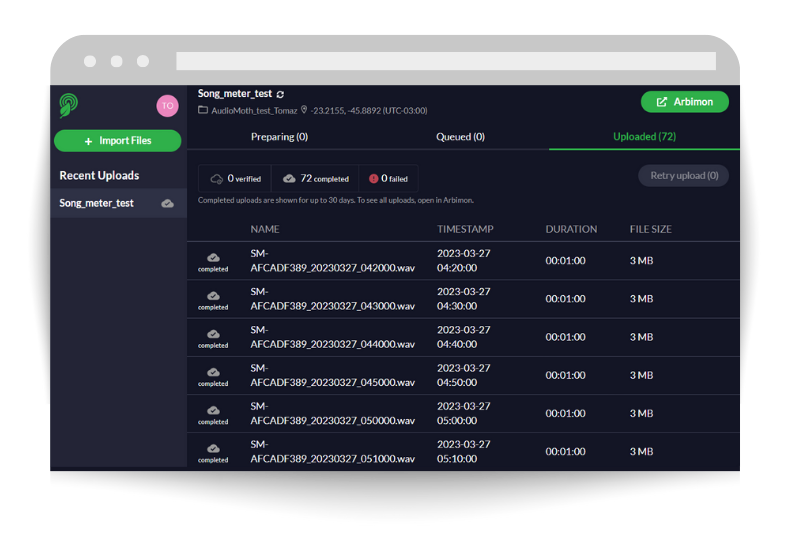 Song_meter_test
AudioMoth_test_Tomaz -23.2155, -45.8892 (UTC-03:00)
Arbimon
TO
+ Import Files
Recent Uploads
Song_meter_test
Preparing (0)
Queued (0)
Uploaded (72)
0 verified
72 completed
0 failed
Retry upload (0)
Completed uploads are shown for up to 30 days. To see all uploads, open in Arbimon.
NAME TIMESTAMP DURATION FILE SIZE
SM- 2023-03-27
completed AFCADF389_20230327_042000.wav 04:20:00 00:01:00 3 MB
SM- 2023-03-27
completed AFCADF389_20230327_043000.wav 04:30:00 00:01:00 3 MB
SM- 2023-03-27
completed AFCADF389_20230327_044000.wav 04:40:00 00:01:00 3 MB
SM- 2023-03-27
completed AFCADF389_20230327_045000.wav 04:50:00 00:01:00 3 MB
SM- 2023-03-27
completed AFCADF389_20230327_050000.wav 05:00:00 00:01:00 3 MB
SM- 2023-03-27
completed AFCADF389_20230327_051000.wav 05:10:00 00:01:00 3 MB